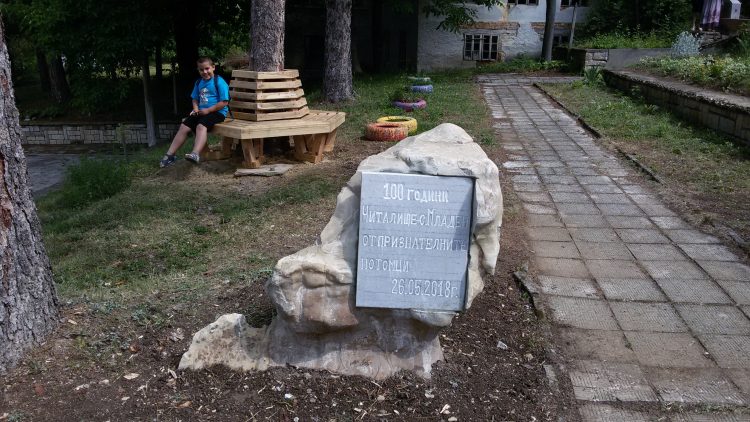 100 години
Читалище с. Младен
от признателните
потомци
26.05.2018г.